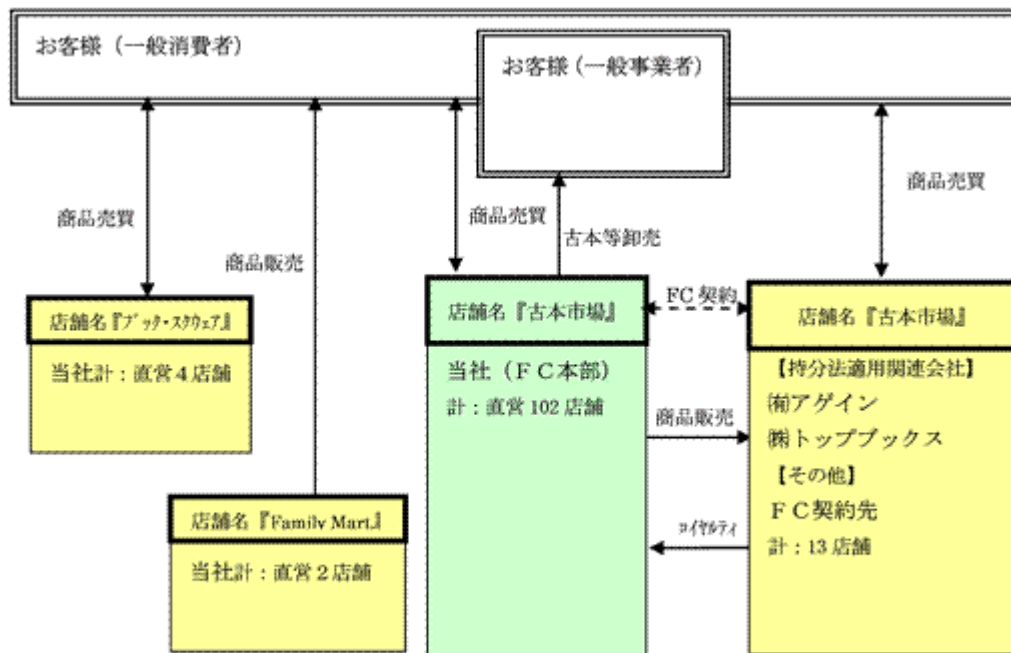 お客様（一般消費者）
お客様（一般事業者）
商品売買
商品販売
商品売買
古本等卸売
商品売買
店舗名『ブック・スクウェア』
当社計：直営４店舗
店舗名『Family Mart』
当社計：直営２店舗
店舗名『古本市場』
当社（ＦＣ本部）
計：直営 102 店舗
FC 契約
商品販売
ロイヤルティ
店舗名『古本市場』
【持分法適用関連会社】
㈲アゲイン
㈱トップブックス
【その他】
ＦＣ契約先
計：13 店舗